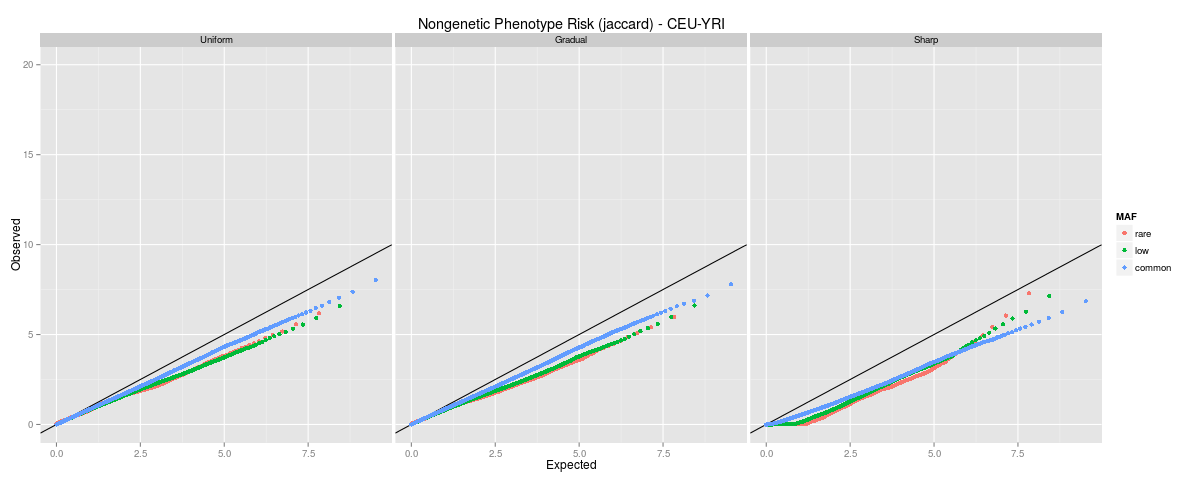 Nongenetic Phenotype Risk (jaccard) - CEU-YRI
Uniform
Gradual
Sharp
20
15
10
5
0
Observed
0.0 2.5 5.0 7.5
0.0 2.5 5.0 7.5
0.0 2.5 5.0 7.5
Expected
MAF
rare
low
common